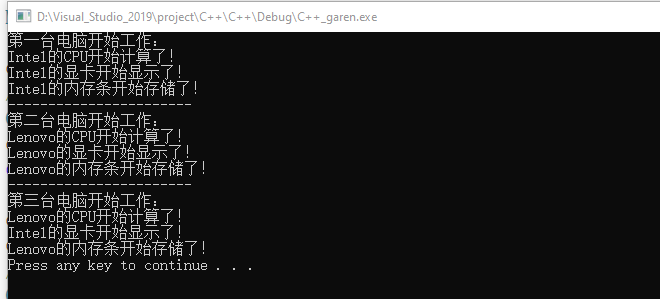 D:\Visual_Studio_2019\project\C++\C++\Debug\C++_garen.exe
第一台电脑开始工作：
Intel的CPU开始计算了！
Intel的显卡开始显示了！
Intel的内存条开始存储了！
-----------------------
第二台电脑开始工作：
Lenovo的CPU开始计算了！
Lenovo的显卡开始显示了！
Lenovo的内存条开始存储了！
-----------------------
第三台电脑开始工作：
Lenovo的CPU开始计算了！
Intel的显卡开始显示了！
Lenovo的内存条开始存储了！
Press any key to continue . . .